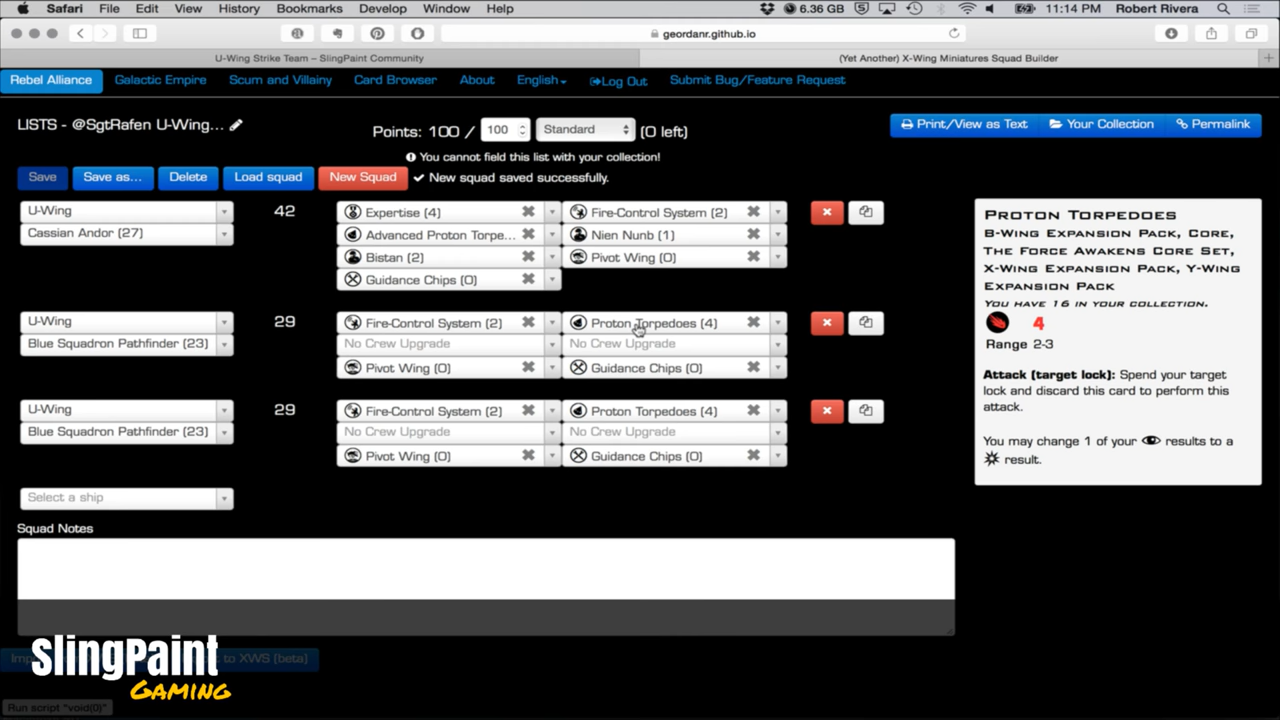 Safari File Edit View History Bookmarks Develop Window Help 6.36 GB 11:14 PM Robert Rivera
geordanr.github.io
U-Wing Strike Team – SlingPaint Community (Yet Another) X-Wing Miniatures Squad Builder
Rebel Alliance Galactic Empire Scum and Villainy Card Browser About English Log Out Submit Bug/Feature Request
LISTS - @SgtRafen U-Wing... Points: 100 / 100 Standard (0 left) Print/View as Text Your Collection Permalink
You cannot field this list with your collection!
Save Save as... Delete Load squad New Squad New squad saved successfully.
U-Wing 42 Expertise (4) Fire-Control System (2)
Cassian Andor (27) Advanced Proton Torpe... Nien Nunb (1)
Bistan (2) Pivot Wing (0)
Guidance Chips (0)
U-Wing 29 Fire-Control System (2) Proton Torpedoes (4)
Blue Squadron Pathfinder (23) No Crew Upgrade No Crew Upgrade
Pivot Wing (0) Guidance Chips (0)
U-Wing 29 Fire-Control System (2) Proton Torpedoes (4)
Blue Squadron Pathfinder (23) No Crew Upgrade No Crew Upgrade
Pivot Wing (0) Guidance Chips (0)
Select a ship
Squad Notes
Proton Torpedoes
B-Wing Expansion Pack, Core,
The Force Awakens Core Set,
X-Wing Expansion Pack, Y-Wing
Expansion Pack
You have 16 in your collection.
4
Range 2-3
Attack (target lock): Spend your target
lock and discard this card to perform this
attack.
You may change 1 of your results to a
result.
SlingPaint
Gaming
to XWS (beta)
Run script "void(0)"